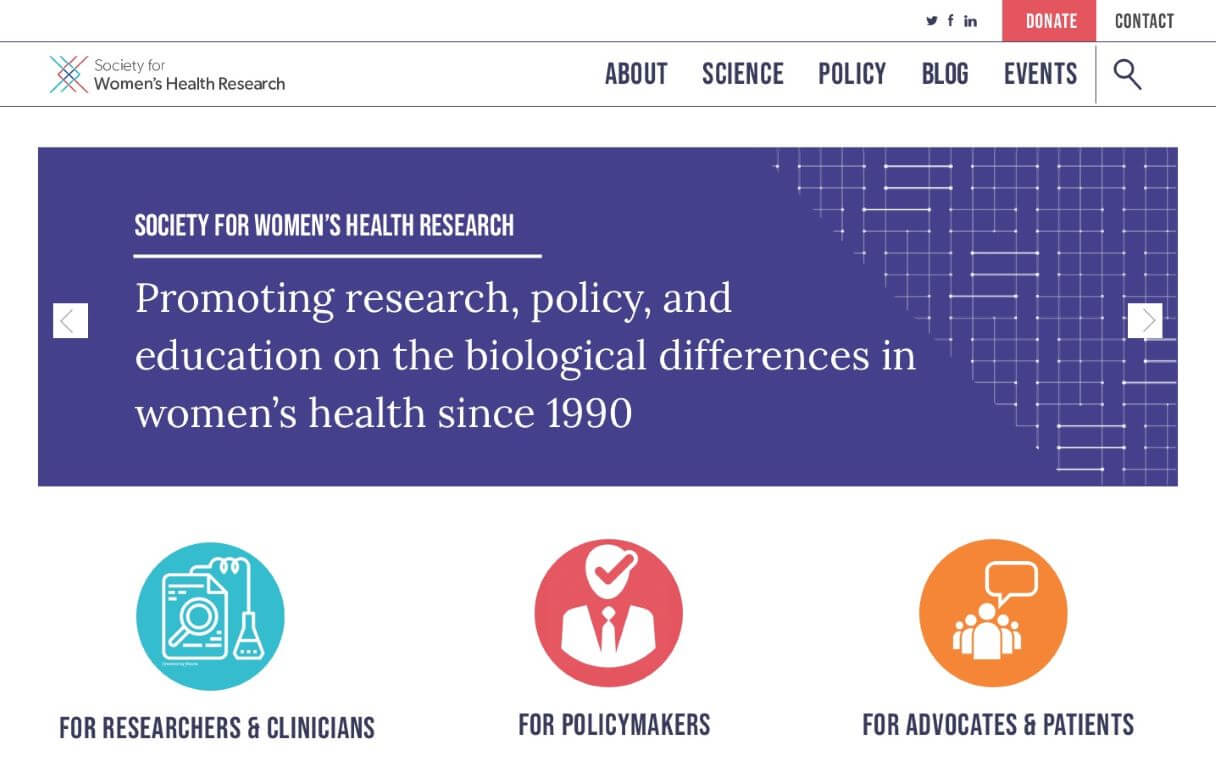 DONATE
CONTACT
Society for
Women's Health Research
ABOUT
SCIENCE
POLICY
BLOG
EVENTS
SOCIETY FOR WOMEN'S HEALTH RESEARCH
Promoting research, policy, and
education on the biological differences in
women's health since 1990
FOR RESEARCHERS & CLINICIANS
FOR POLICYMAKERS
FOR ADVOCATES & PATIENTS